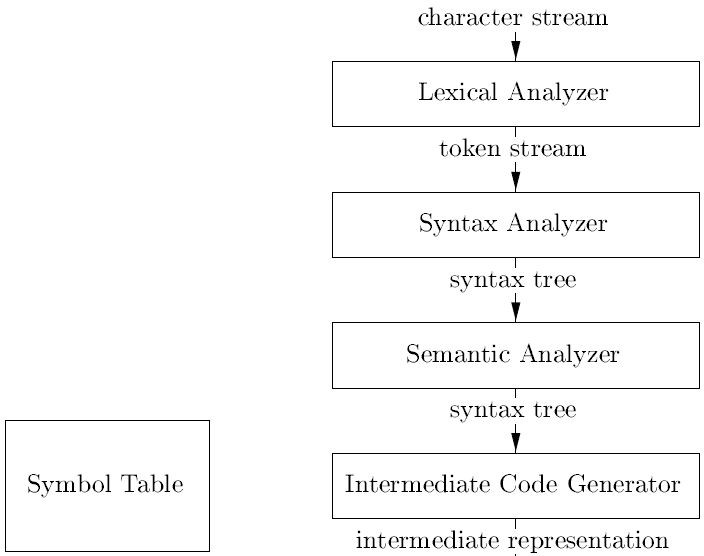 character stream
Lexical Analyzer
token stream
Syntax Analyzer
syntax tree
Semantic Analyzer
syntax tree
Symbol Table
Intermediate Code Generator
intermediate representation